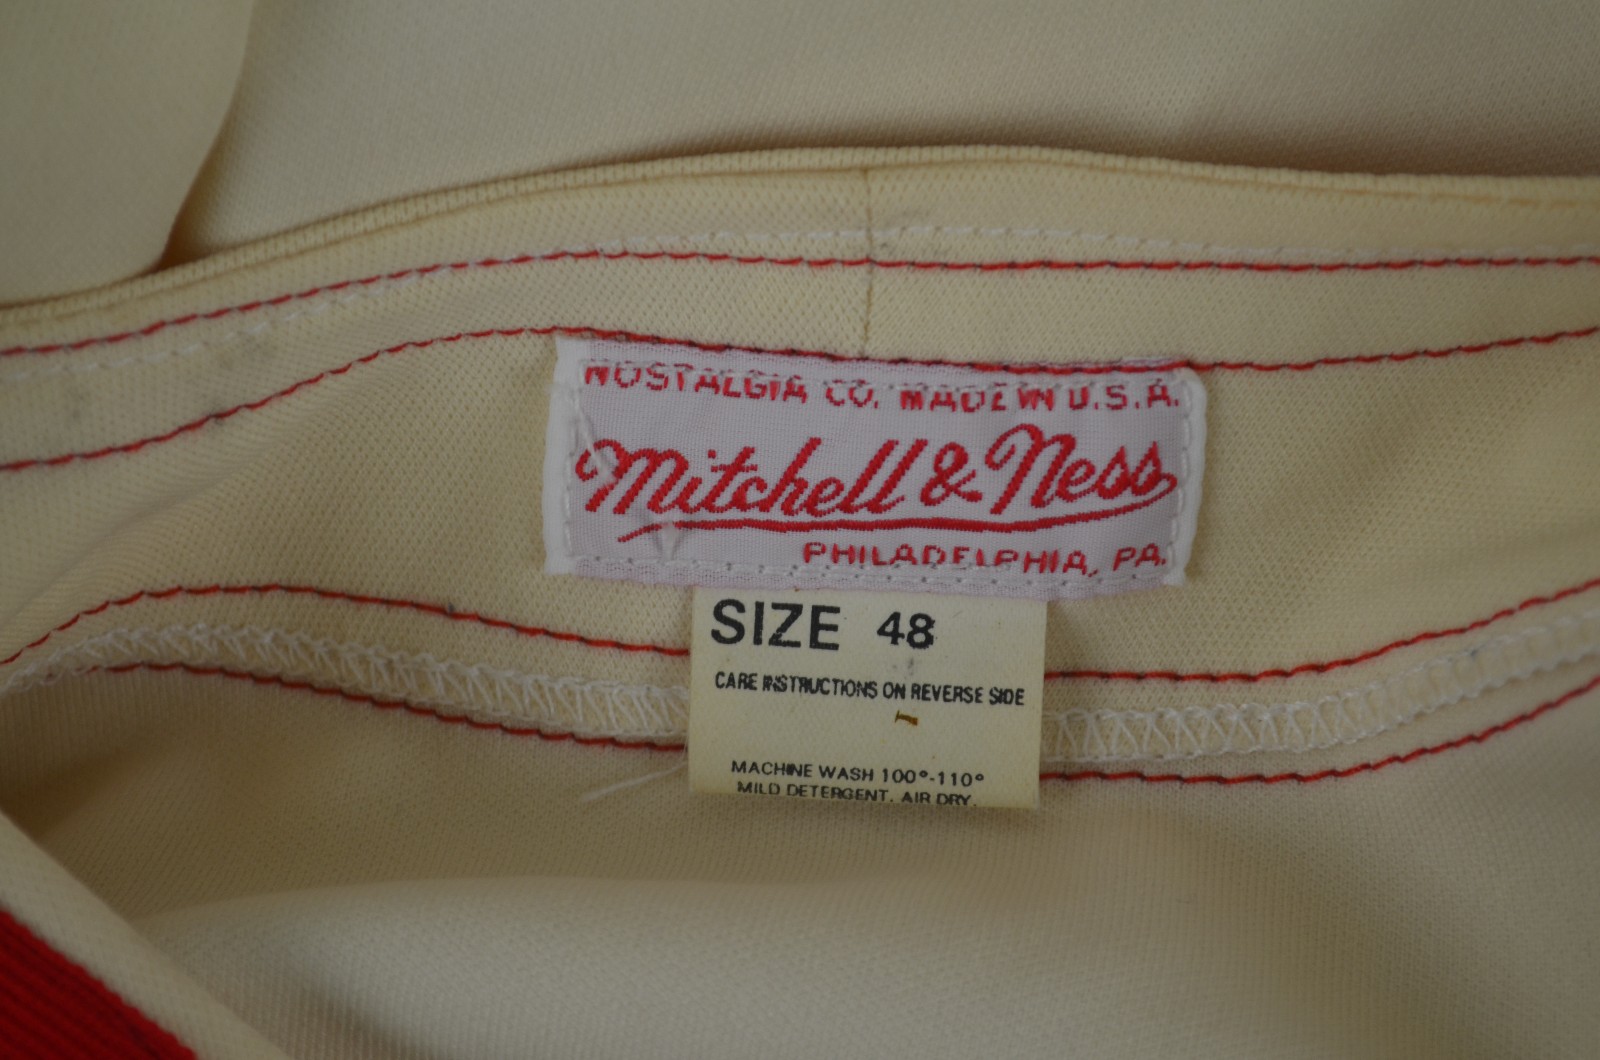 NOSTALGIA CO. MADE IN U.S.A.
Mitchell & Ness
PHILADELPHIA, PA.
SIZE 48
CARE INSTRUCTIONS ON REVERSE SIDE
MACHINE WASH 100°-110°
MILD DETERGENT, AIR DRY.